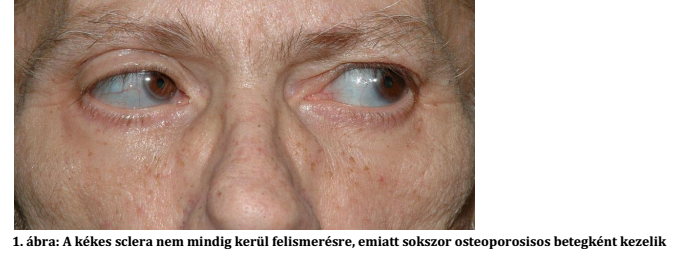 1. ábra: A kékes sclera nem mindig kerül felismerésre, emiatt sokszor osteoporosisos betegként kezelik